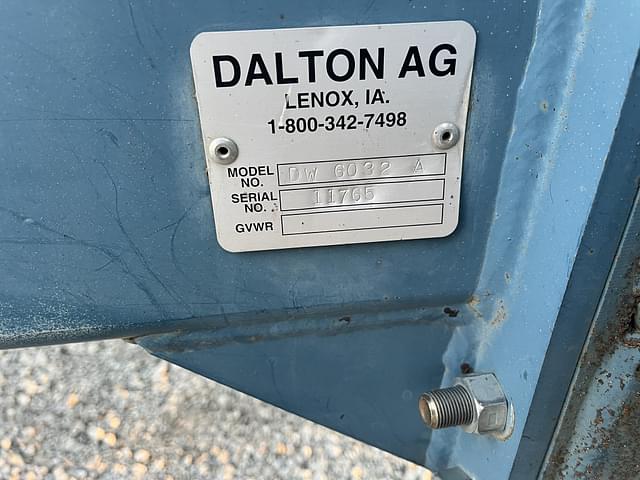 DALTON AG
LENOX, IA.
1-800-342-7498
MODEL NO. DW 6032 A
SERIAL NO. 11765
GVWR